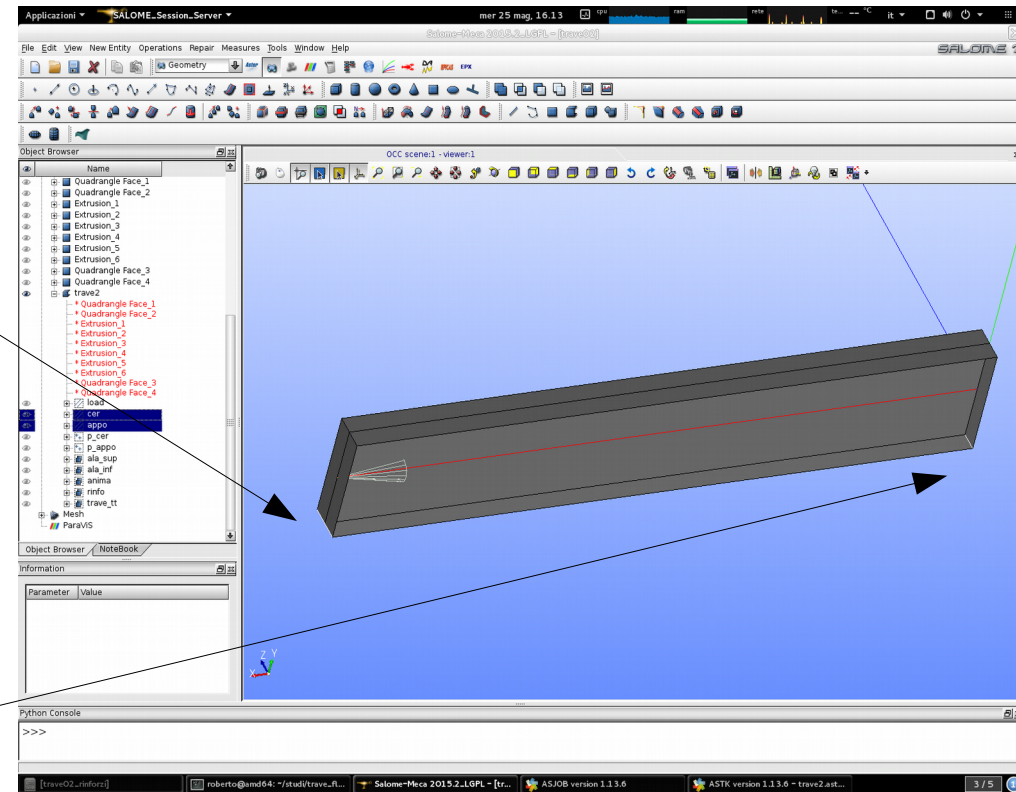 Applicazioni SALOME_Session_Server mer 25 mag, 16.13 cpu ram rete te.. -- °C it
Salome-Meca 2015.2_LGPL - [trave02]
File Edit View New Entity Operations Repair Measures Tools Window Help
SALOME
Geometry
EPX
Object Browser
OCC scene:1 - viewer:1
Name
Quadrangle Face_1
Quadrangle Face_2
Extrusion_1
Extrusion_2
Extrusion_3
Extrusion_4
Extrusion_5
Extrusion_6
Quadrangle Face_3
Quadrangle Face_4
trave2
* Quadrangle Face_1
* Quadrangle Face_2
* Extrusion_1
* Extrusion_2
* Extrusion_3
* Extrusion_4
* Extrusion_5
* Extrusion_6
* Quadrangle Face_3
* Quadrangle Face_4
load
cer
appo
p_cer
p_appo
ala_sup
ala_inf
anima
rinfo
trave_tt
Mesh
ParaViS
Object Browser NoteBook
Information
Parameter Value
Z Y
X
Python Console
>>>
[trave02_rinforzi] roberto@amd64: ~/studi/trave_fl... Salome-Meca 2015.2_LGPL - [tr... ASJOB version 1.13.6 ASTK version 1.13.6 - trave2.ast... 3 / 5